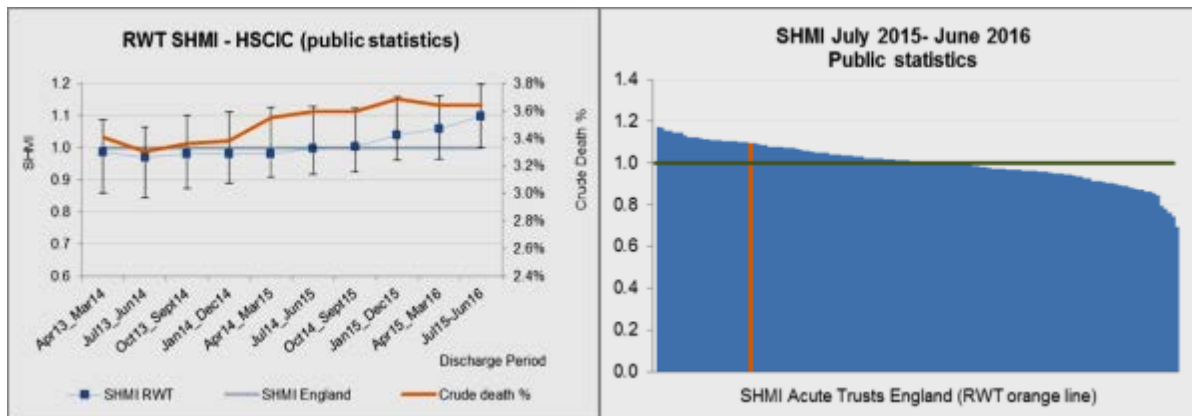 RWT SHMI - HSCIC (public statistics)
1.2
1.1
1.0
0.9
0.8
0.7
0.6
SHMI
3.8%
3.6%
3.4%
3.2%
3.0%
2.8%
2.6%
2.4%
Crude Death %
Apr13_Mar14
Jul13_Jun14
Oct13_Sept14
Jan14_Dec14
Apr14_Mar15
Jul14_Jun15
Oct14_Sept15
Jan15_Dec15
Apr15_Mar16
Jul15-Jun16
Discharge Period
SHMI RWT
SHMI England
Crude death %
SHMI July 2015- June 2016
Public statistics
1.4
1.2
1.0
0.8
0.6
0.4
0.2
0.0
SHMI Acute Trusts England (RWT orange line)